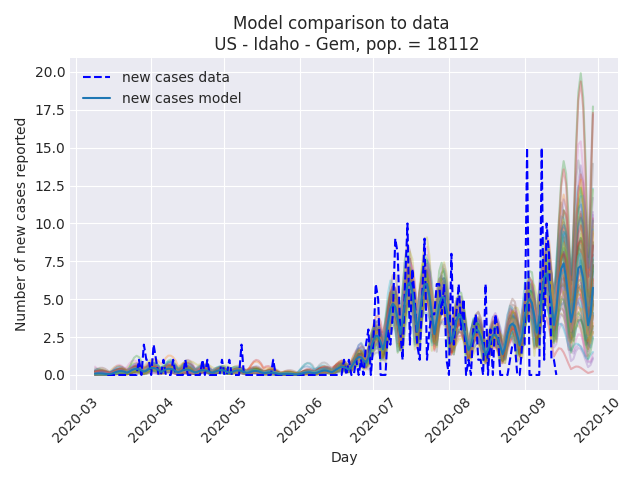 Model comparison to data
US - Idaho - Gem, pop. = 18112
new cases data
new cases model
Number of new cases reported
20.0
17.5
15.0
12.5
10.0
7.5
5.0
2.5
0.0
2020-03
2020-04
2020-05
2020-06
2020-07
2020-08
2020-09
2020-10
Day